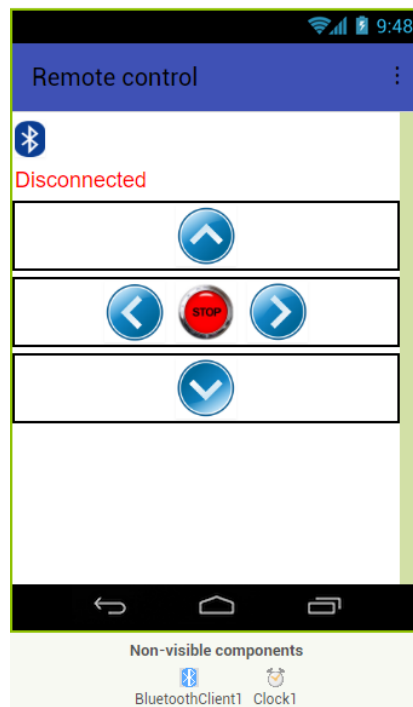 9:48
Remote control
Disconnected
STOP
Non-visible components
BluetoothClient1 Clock1